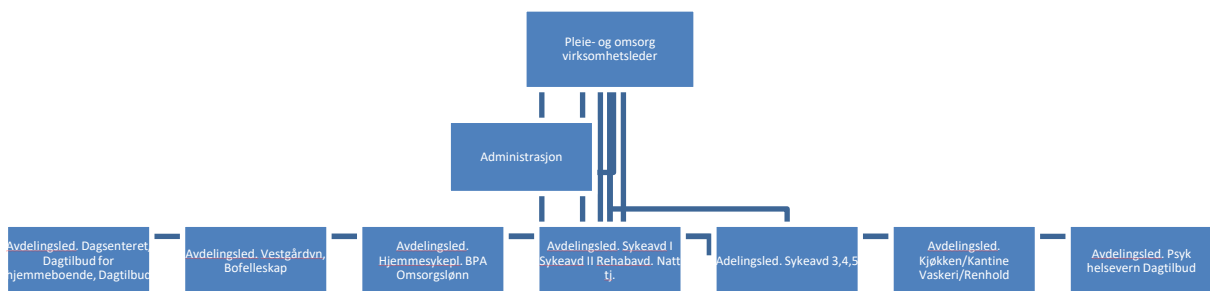 Pleie- og omsorg
virksomhetsleder
Administrasjon
Avdelingsled. Dagsenteret,
Dagtilbud for
hjemmeboende, Dagtilbud
Avdelingsled. Vestgårdvn,
Bofelleskap
Avdelingsled.
Hjemmesykepl. BPA
Omsorgslønn
Avdelingsled. Sykeavd I
Sykeavd II Rehabavd. Natt
tj.
Adelingsled. Sykeavd 3,4,5
Avdelingsled.
Kjøkken/Kantine
Vaskeri/Renhold
Avdelingsled. Psyk
helsevern Dagtilbud